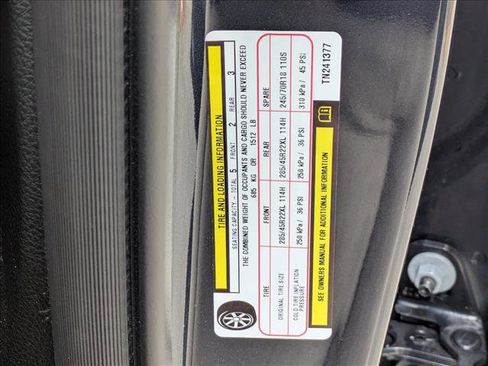 TIRE AND LOADING INFORMATION
SEATING CAPACITY - TOTAL 5 FRONT 2 REAR 3
THE COMBINED WEIGHT OF OCCUPANTS AND CARGO SHOULD NEVER EXCEED
685 KG OR 1512 LB
TIRE FRONT REAR SPARE
ORIGINAL TIRE SIZE 285/45R22XL 114H 285/45R22XL 114H 245/70R18 110S
COLD TIRE INFLATION
PRESSURE 250 kPa / 36 PSI 250 kPa / 36 PSI 310 kPa / 45 PSI
SEE OWNERS MANUAL FOR ADDITIONAL INFORMATION
TN241377